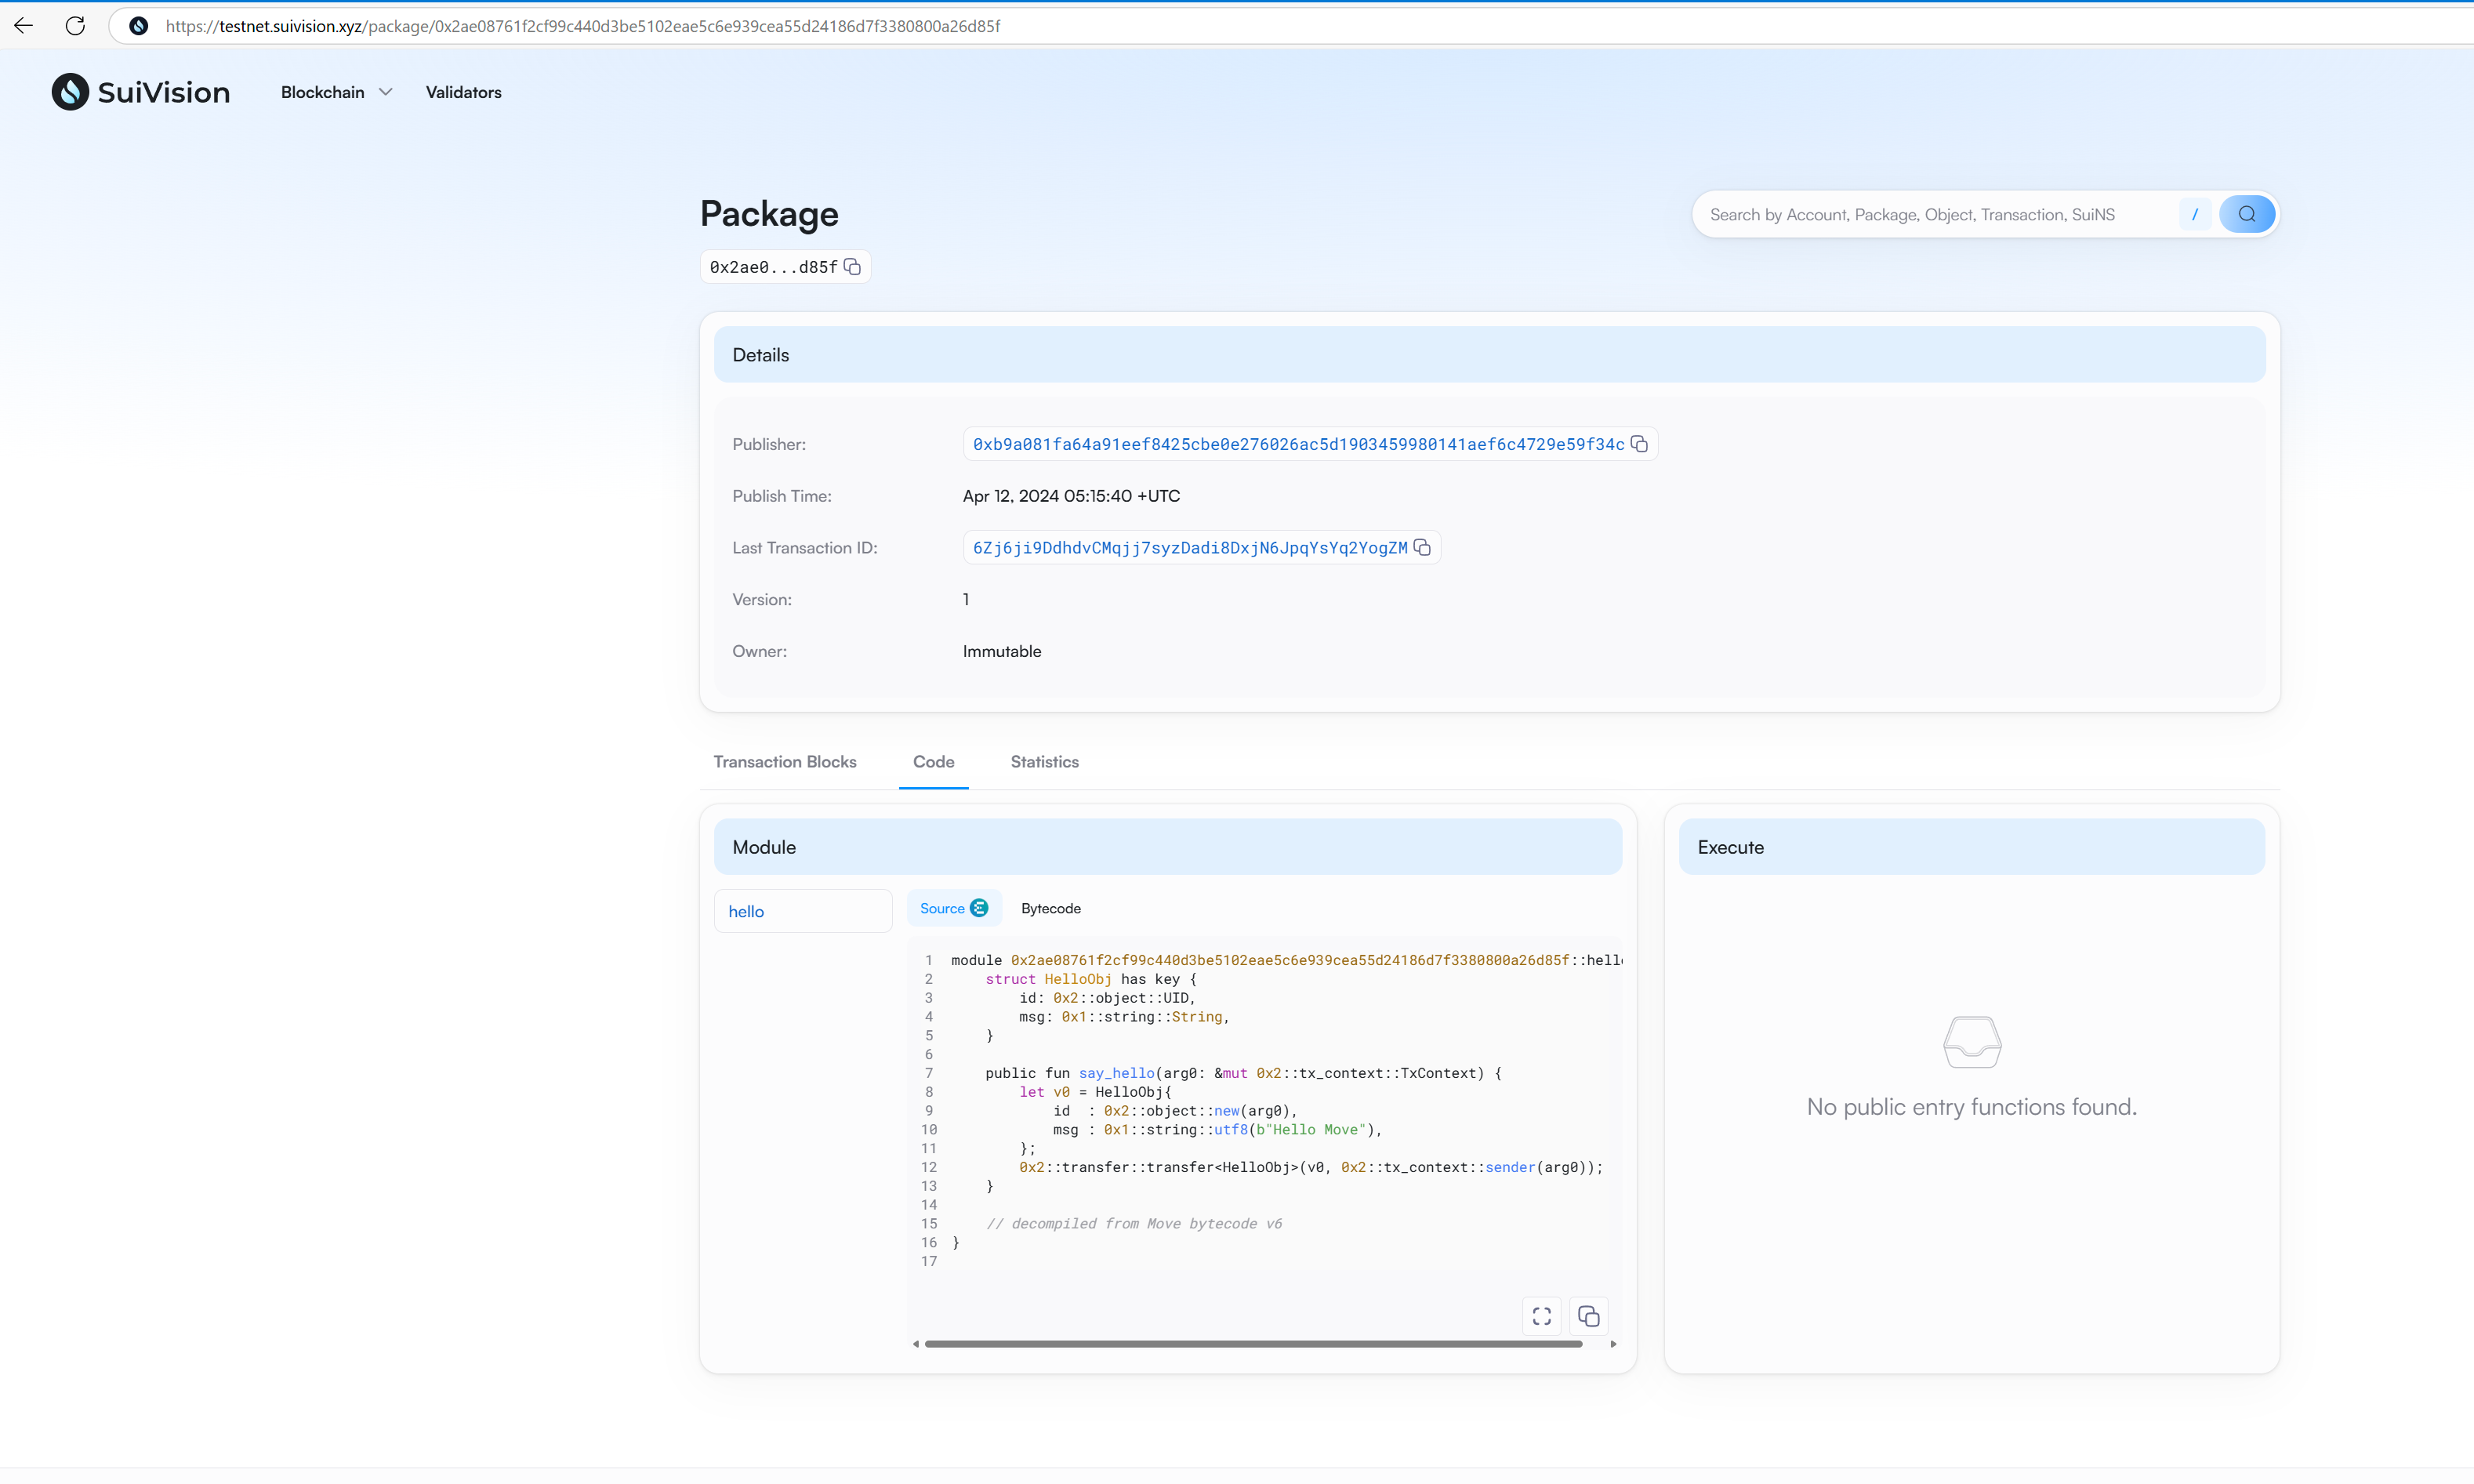 https://testnet.suivision.xyz/package/0x2ae08761f2cf99c440d3be5102eae5c6e939cea55d24186d7f3380800a26d85f
SuiVision Blockchain Validators
Package
Search by Account, Package, Object, Transaction, SuiNS /
0x2ae0...d85f
Details
Publisher: 0xb9a081fa64a91eef8425cbe0e276026ac5d1903459980141aef6c4729e59f34c
Publish Time: Apr 12, 2024 05:15:40 +UTC
Last Transaction ID: 6Zj6ji9DdhdvCMqjj7syzDadi8DxjN6JpqYsYq2YogZM
Version: 1
Owner: Immutable
Transaction Blocks Code Statistics
Module
hello
Source Bytecode
1 module 0x2ae08761f2cf99c440d3be5102eae5c6e939cea55d24186d7f3380800a26d85f::hell
2 struct HelloObj has key {
3 id: 0x2::object::UID,
4 msg: 0x1::string::String,
5 }
6
7 public fun say_hello(arg0: &mut 0x2::tx_context::TxContext) {
8 let v0 = HelloObj{
9 id  : 0x2::object::new(arg0),
10 msg : 0x1::string::utf8(b"Hello Move"),
11 };
12 0x2::transfer::transfer<HelloObj>(v0, 0x2::tx_context::sender(arg0));
13 }
14
15 // decompiled from Move bytecode v6
16 }
17
Execute
No public entry functions found.